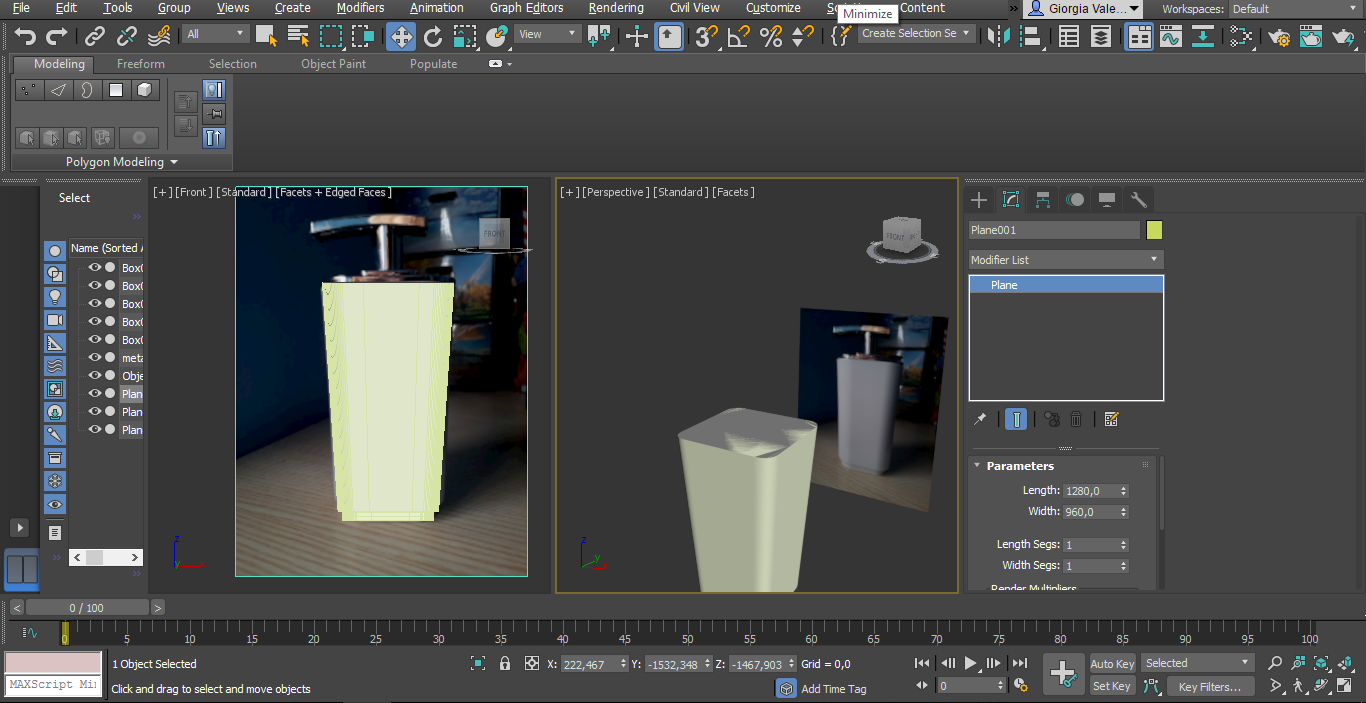 File Edit Tools Group Views Create Modifiers Animation Graph Editors Rendering Civil View Customize Content » Giorgia Vale... Workspaces: Default
Minimize
All View Create Selection Se
Modeling Freeform Selection Object Paint Populate
Polygon Modeling
Select
Name (Sorted A
Box0
Box0
Box0
Box0
Box0
meta
Obje
Plan
Plan
Plan
[+] [Front] [Standard] [Facets + Edged Faces]
FRONT
z
[+] [Perspective] [Standard] [Facets]
FRONT
z
y
Plane001
Modifier List
Plane
Parameters
Length: 1280,0
Width: 960,0
Length Segs: 1
Width Segs: 1
Render Multipliers
< 0 / 100 >
0 5 10 15 20 25 30 35 40 45 50 55 60 65 70 75 80 85 90 95 100
1 Object Selected X: 222,467 Y: -1532,348 Z: -1467,903 Grid = 0,0 Auto Key Selected
MAXScript Mi Click and drag to select and move objects Add Time Tag 0 Set Key Key Filters...